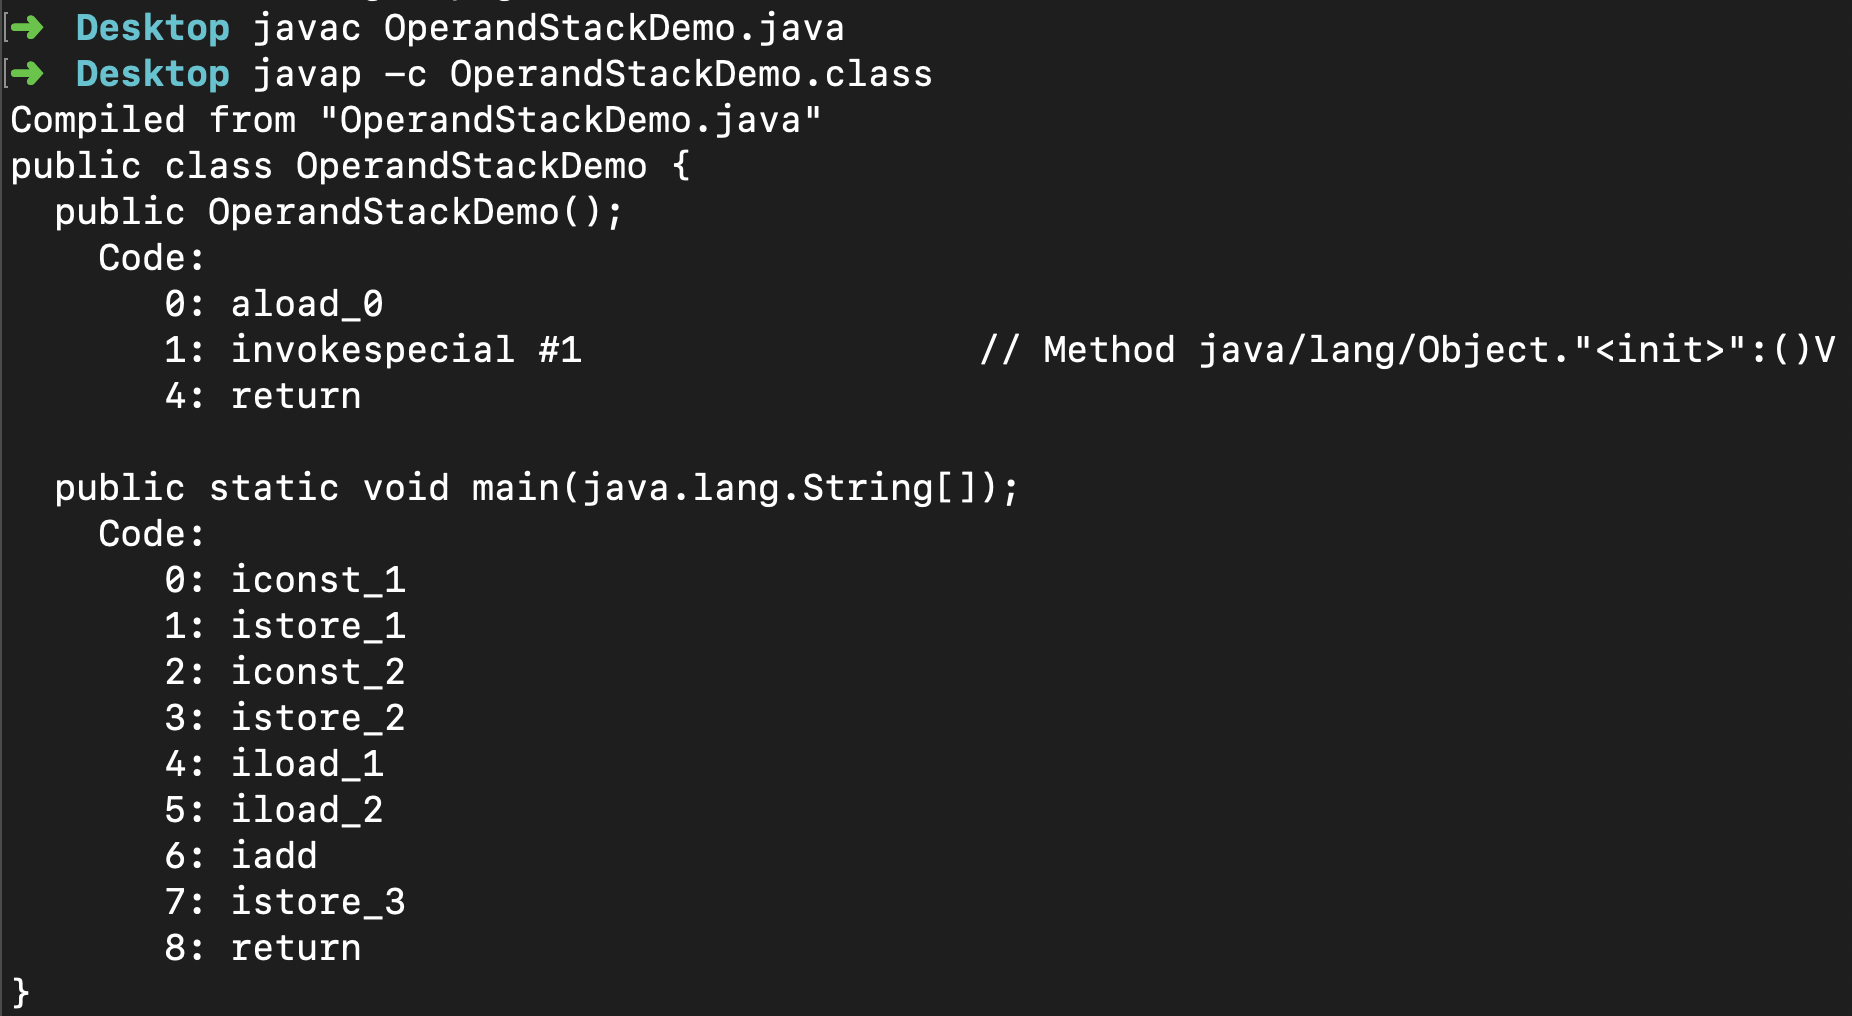 ➜  Desktop javac OperandStackDemo.java
➜  Desktop javap -c OperandStackDemo.class
Compiled from "OperandStackDemo.java"
public class OperandStackDemo {
  public OperandStackDemo();
    Code:
       0: aload_0
       1: invokespecial #1                  // Method java/lang/Object."<init>":()V
       4: return

  public static void main(java.lang.String[]);
    Code:
       0: iconst_1
       1: istore_1
       2: iconst_2
       3: istore_2
       4: iload_1
       5: iload_2
       6: iadd
       7: istore_3
       8: return
}